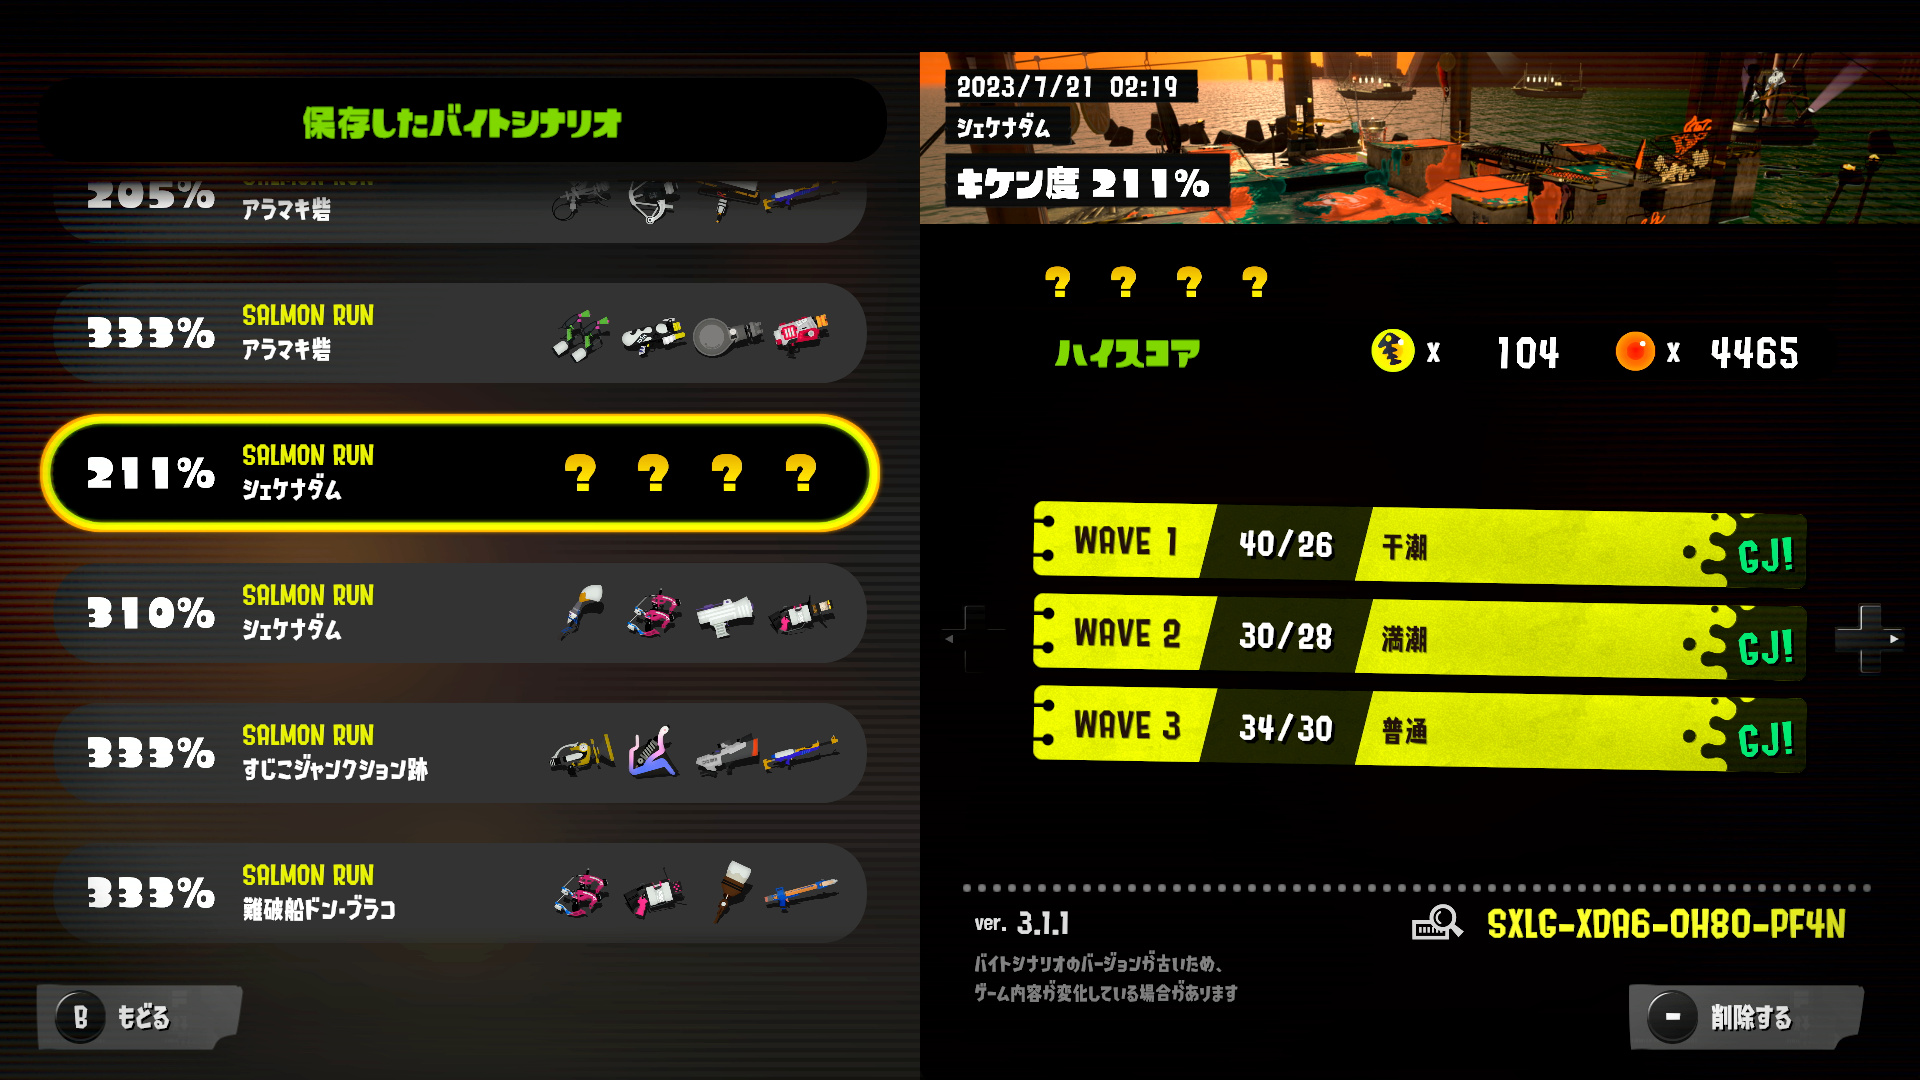 保存したバイトシナリオ
205%
SALMON RUN
アラマキ砦
333%
SALMON RUN
アラマキ砦
211%
SALMON RUN
シェケナダム
? ? ? ?
310%
SALMON RUN
シェケナダム
333%
SALMON RUN
すじこジャンクション跡
333%
SALMON RUN
難破船ドン・ブラコ
B もどる
2023/7/21 02:19
シェケナダム
キケン度 211%
? ? ? ?
ハイスコア x 104 x 4465
WAVE 1 40/26 干潮 GJ!
WAVE 2 30/28 満潮 GJ!
WAVE 3 34/30 普通 GJ!
ver. 3.1.1
SXLG-XDA6-0H80-PF4N
バイトシナリオのバージョンが古いため、
ゲーム内容が変化している場合があります
- 削除する